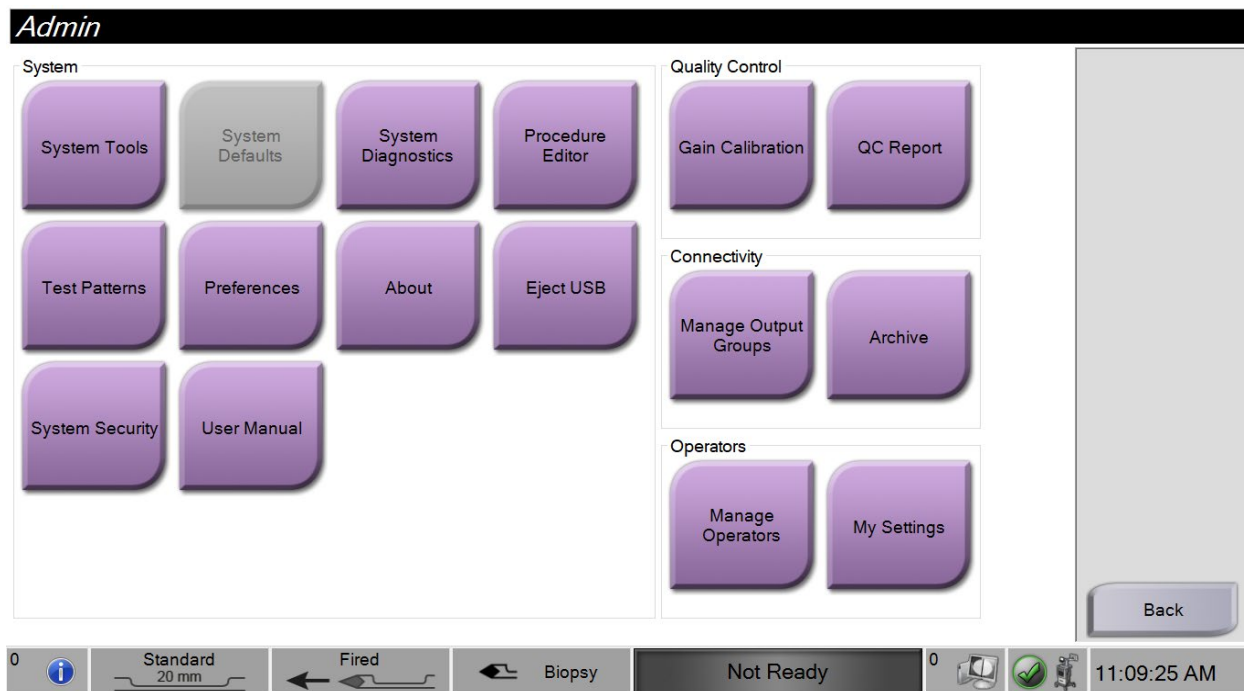 Admin
System
System Tools
System
Defaults
System
Diagnostics
Procedure
Editor
Test Patterns
Preferences
About
Eject USB
System Security
User Manual
Quality Control
Gain Calibration
QC Report
Connectivity
Manage Output
Groups
Archive
Operators
Manage
Operators
My Settings
Back
0
i
Standard
20 mm
Fired
Biopsy
Not Ready
0
11:09:25 AM